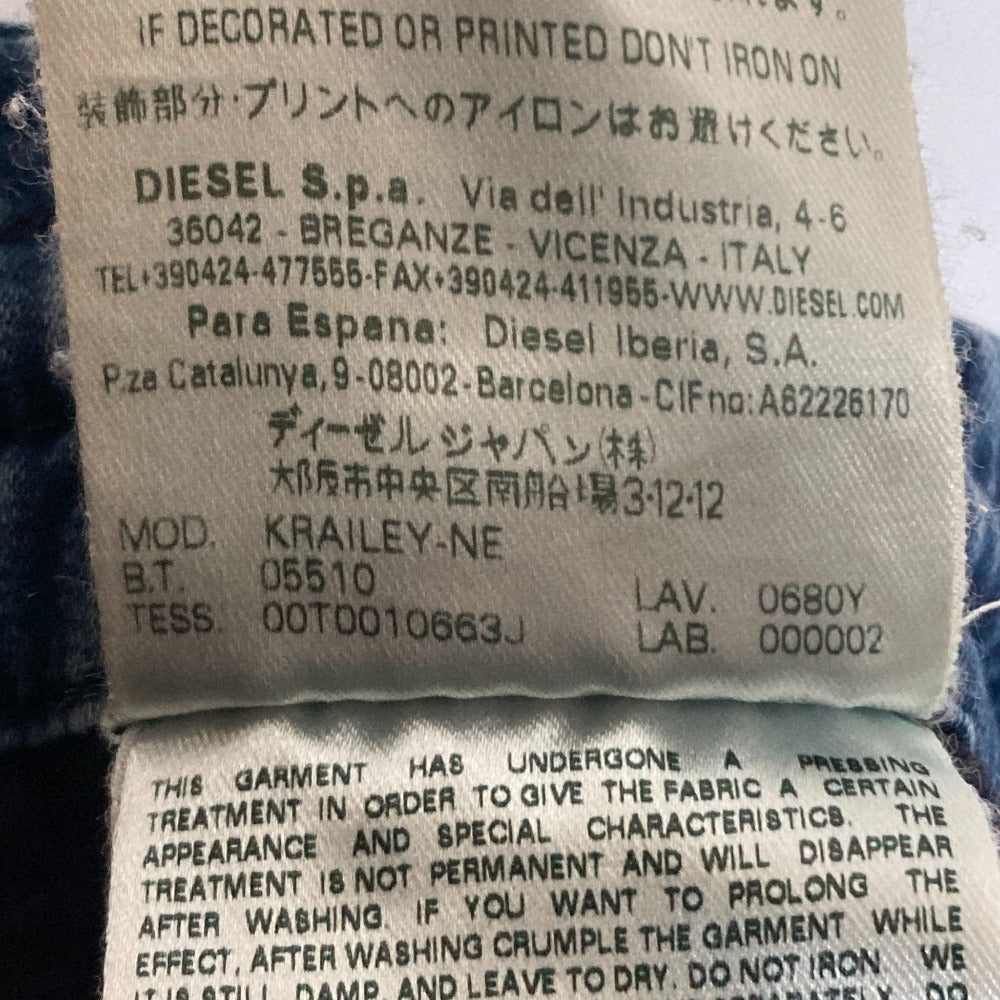 ます。
IF DECORATED OR PRINTED DON'T IRON ON
装飾部分・プリントへのアイロンはお避けください。
DIESEL S.p.a. Via dell' Industria, 4-6
36042 - BREGANZE - VICENZA - ITALY
TEL+390424-477555-FAX+390424-411955-WWW.DIESEL.COM
Para Espana: Diesel Iberia, S.A.
P.za Catalunya, 9-08002-Barcelona-CIF no: A62226170
ディーゼル ジャパン(株)
大阪市中央区南船場3-12-12
MOD. KRAILEY-NE
B.T. 05510 LAV. 0680Y
TESS. 00T0010663J LAB. 000002
THIS GARMENT HAS UNDERGONE A PRESSING
TREATMENT IN ORDER TO GIVE THE FABRIC A CERTAIN
APPEARANCE AND SPECIAL CHARACTERISTICS. THE
TREATMENT IS NOT PERMANENT AND WILL DISAPPEAR
AFTER WASHING. IF YOU WANT TO PROLONG THE
EFFECT, AFTER WASHING CRUMPLE THE GARMENT WHILE
IT IS STILL DAMP, AND LEAVE TO DRY. DO NOT IRON. WE